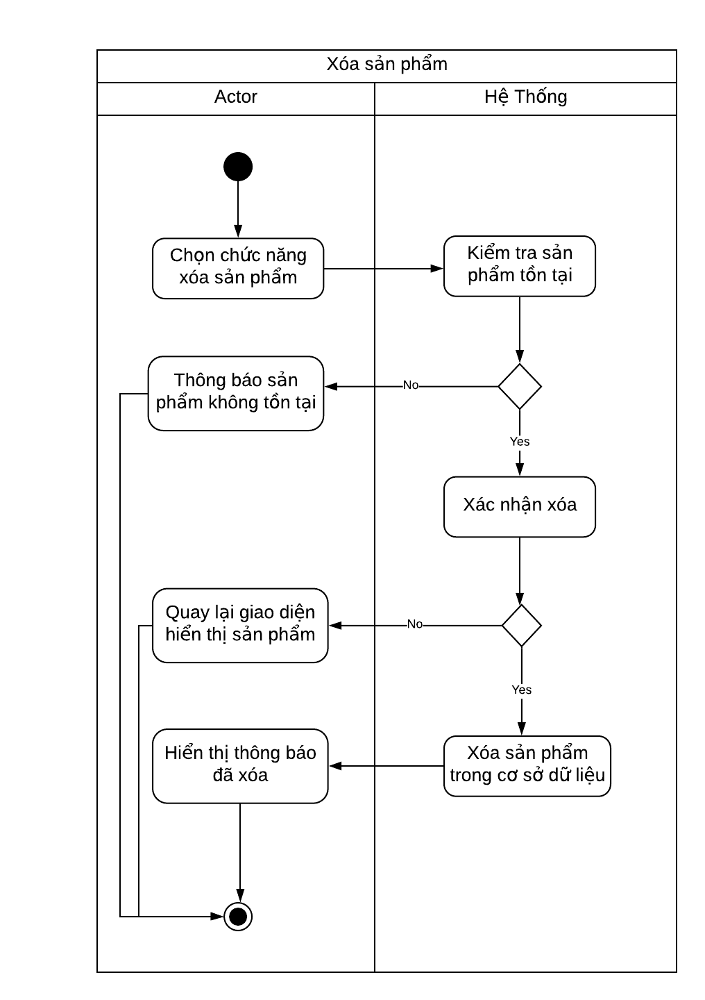 Xóa sản phẩm
Actor
Hệ Thống
Chọn chức năng
xóa sản phẩm
Kiểm tra sản
phẩm tồn tại
Thông báo sản
phẩm không tồn tại
No
Yes
Xác nhận xóa
Quay lại giao diện
hiển thị sản phẩm
No
Yes
Hiển thị thông báo
đã xóa
Xóa sản phẩm
trong cơ sở dữ liệu